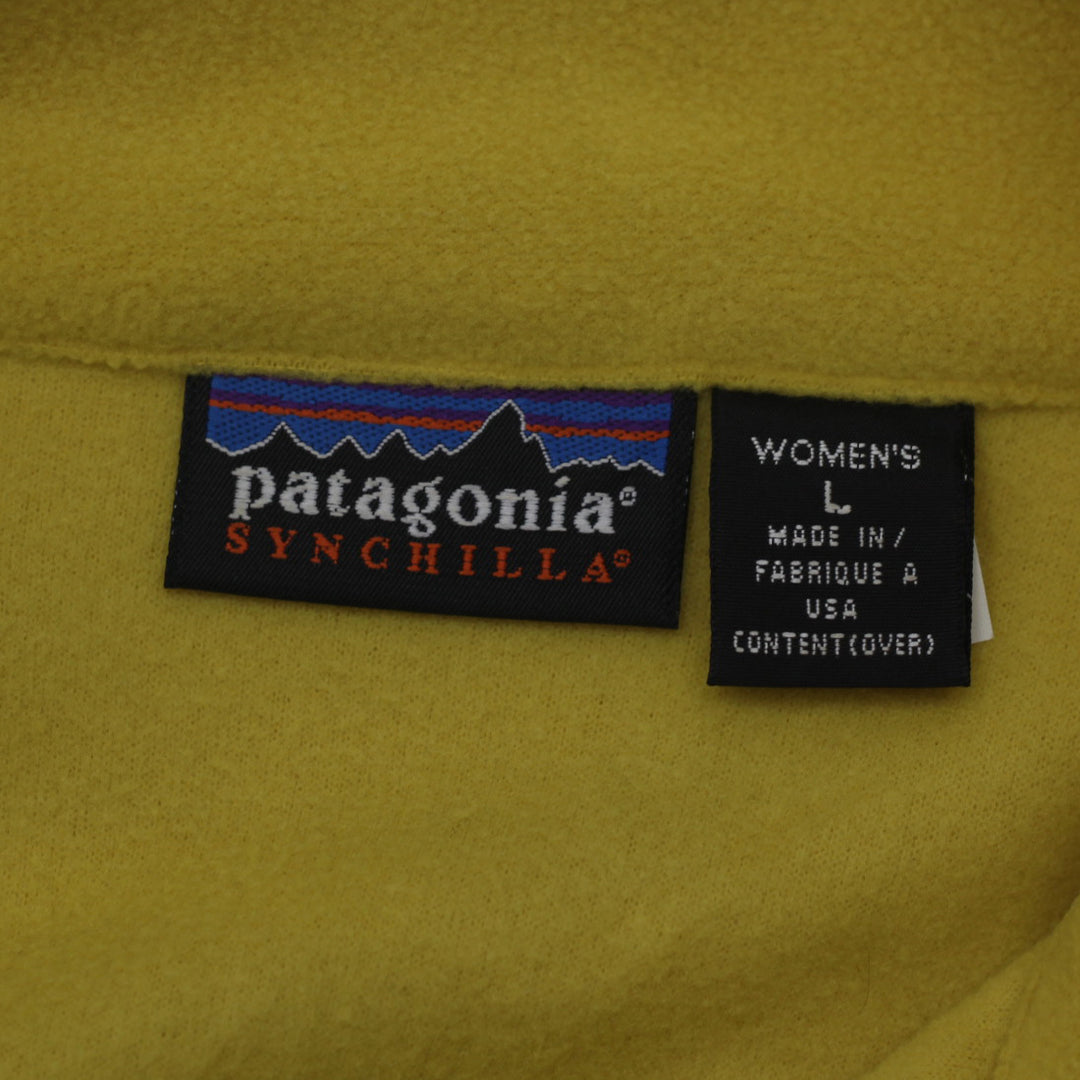 patagonia®
SYNCHILLA®
WOMEN'S
L
MADE IN/
FABRIQUE A
USA
CONTENT(OVER)